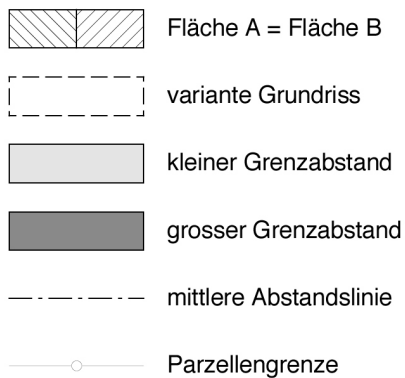 Fläche A = Fläche B
variante Grundriss
kleiner Grenzabstand
grosser Grenzabstand
mittlere Abstandslinie
Parzellengrenze